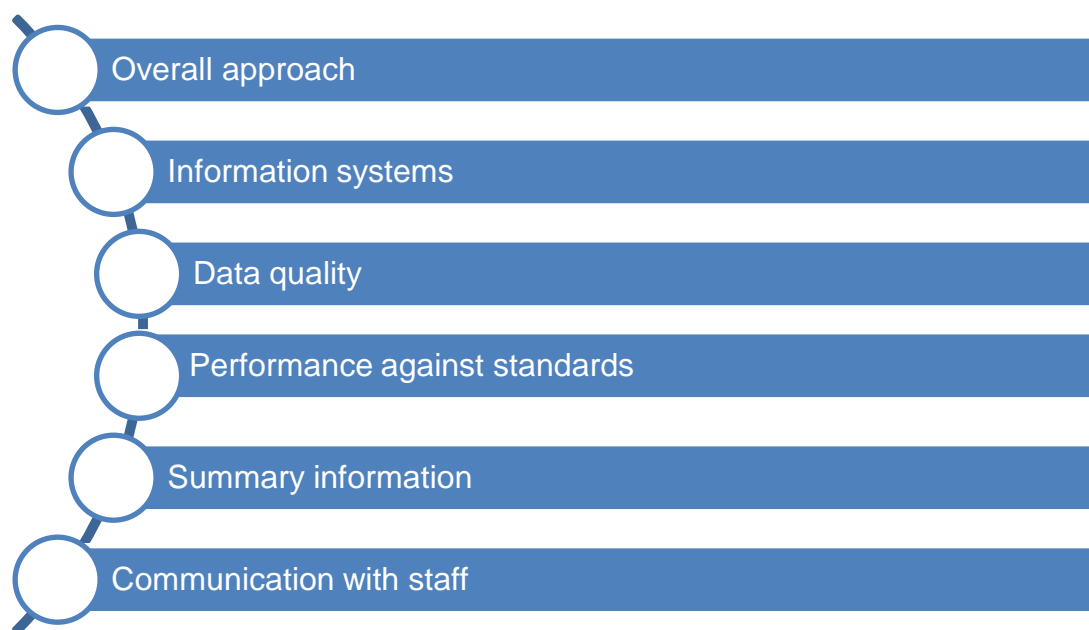 Overall approach
Information systems
Data quality
Performance against standards
Summary information
Communication with staff